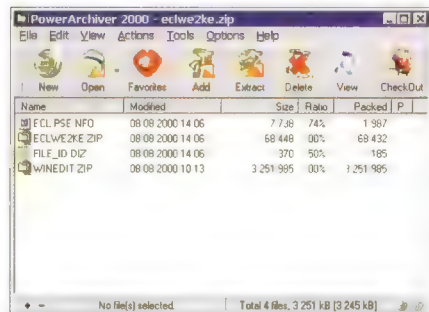 PowerArchiver 2000 - eclwe2ke.zip
File Edit View Actions Tools Options Help
New Open Favorites Add Extract Delete View CheckOut
Name Modified Size Ratio Packed P
ECLPSE NFO 08 08 2000 14 06 7 738 74% 1 987
ECLWE2KE ZIP 08 08 2000 14 06 68 448 00% 68 432
FILE_ID DIZ 08 08 2000 14 06 370 50% 185
WINEDIT ZIP 08 08 2000 10 13 3 251 985 00% 3 251 985
No file(s) selected Total 4 files, 3 251 kB (3 245 kB)